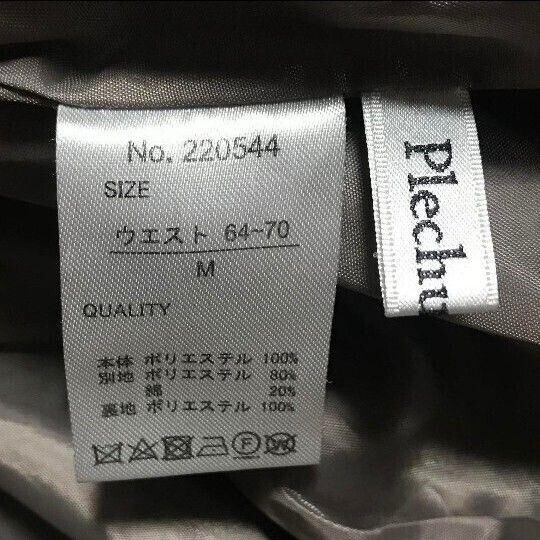 No. 220544
SIZE
ウエスト 64~70
M
QUALITY
本体 ポリエステル 100%
別地 ポリエステル 80%
綿 20%
裏地 ポリエステル 100%
F
W
Plechu